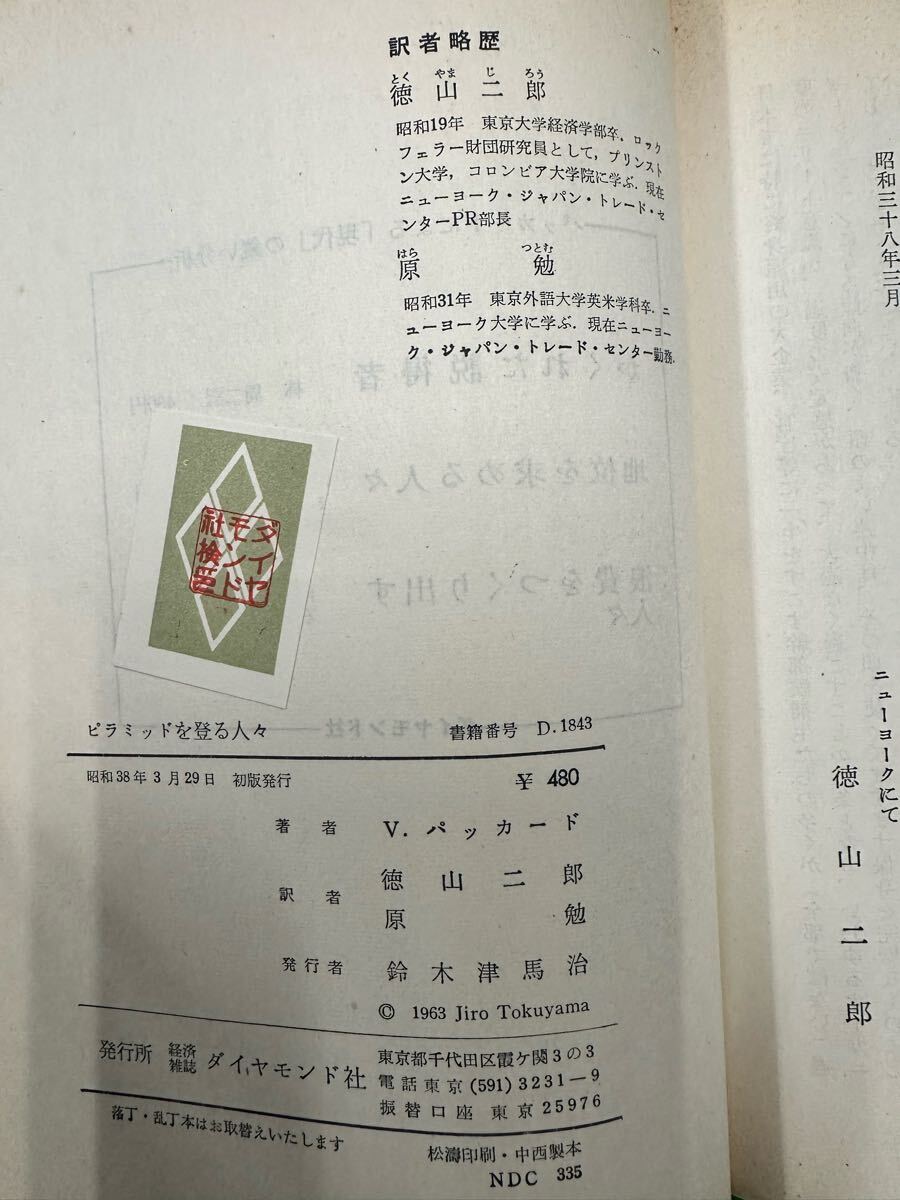 訳者略歴
とく やま じ ろう
徳山二郎
昭和19年 東京大学経済学部卒．ロック
フェラー財団研究員として，プリンスト
ン大学，コロンビア大学院に学ぶ．現在
ニューヨーク・ジャパン・トレード・セ
ンターPR部長
はら つとむ
原 勉
昭和31年 東京外語大学英米学科卒．ニ
ューヨーク大学に学ぶ．現在ニューヨー
ク・ジャパン・トレード・センター勤務．
ダイヤ
モンド
社検印
ピラミッドを登る人々 書籍番号 D.1843
昭和38年3月29日 初版発行 ¥ 480
著者 V. パッカード
訳者 徳山二郎
原 勉
発行者 鈴木津馬治
© 1963 Jiro Tokuyama
発行所 経済雑誌 ダイヤモンド社
東京都千代田区霞ケ関3の3
電話東京(591)3231－9
振替口座 東京25976
落丁・乱丁本はお取替えいたします
松濤印刷・中西製本
NDC 335
昭和三十八年三月
ニューヨークにて
徳山二郎